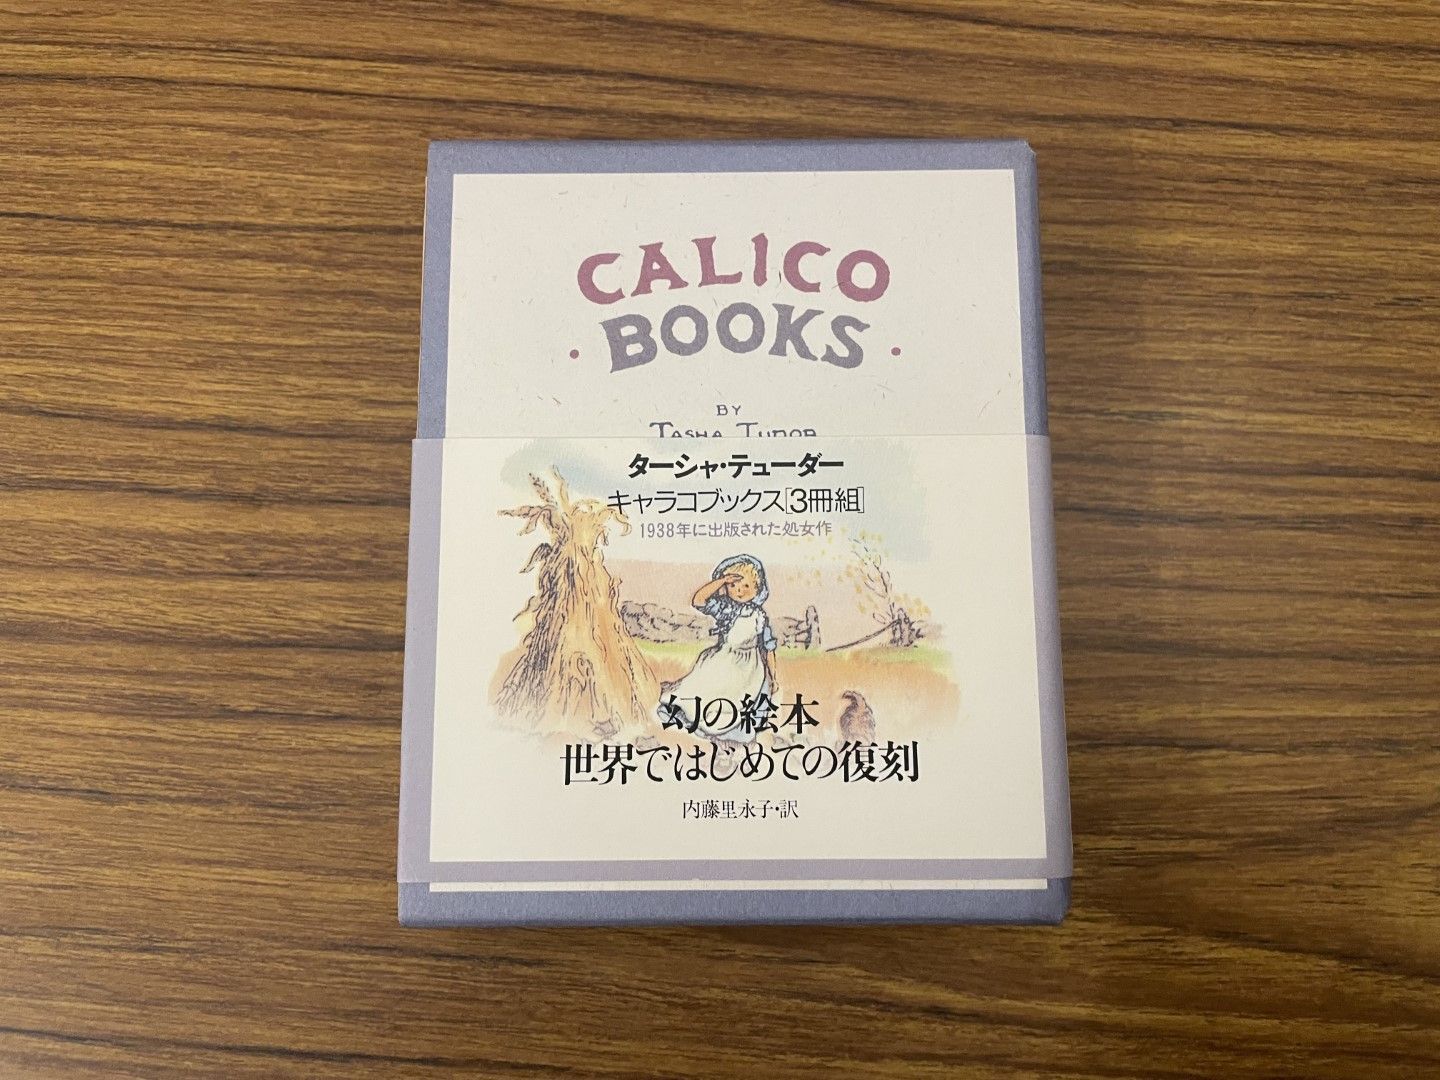 CALICO
· BOOKS ·
BY
TASHA TUDOR
ターシャ・テューダー
キャラコブックス[3冊組]
1938年に出版された処女作
幻の絵本
世界ではじめての復刻
内藤里永子・訳